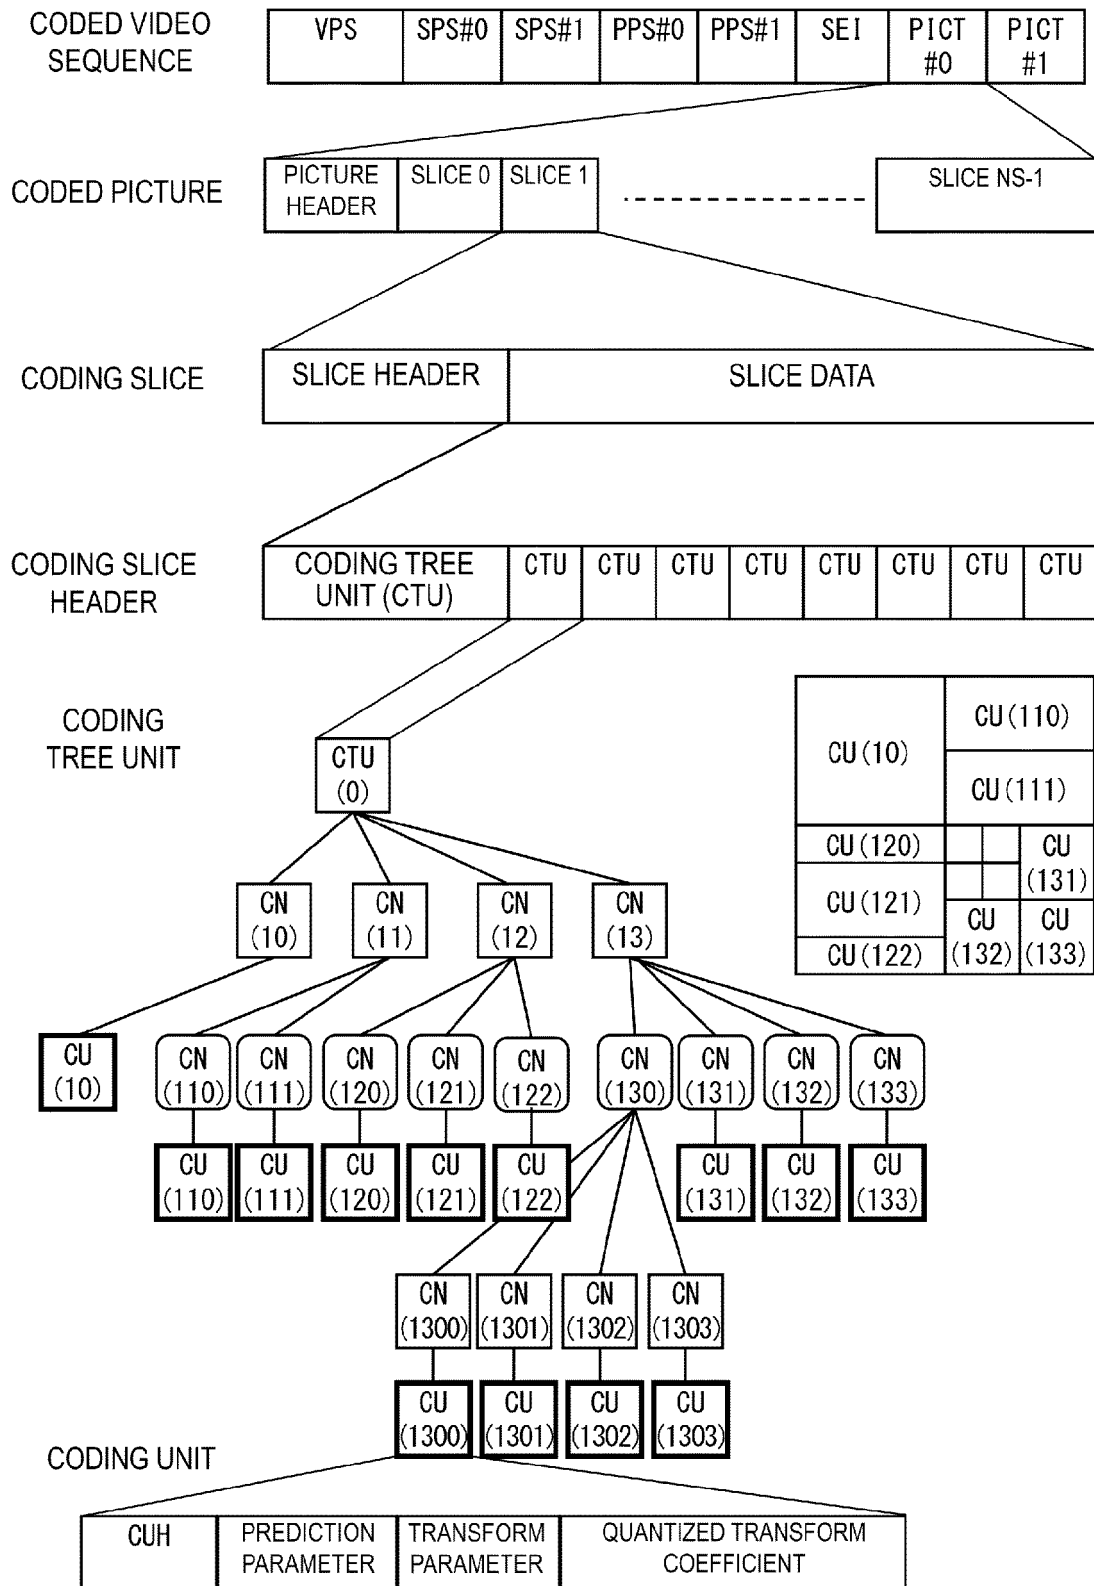 CODED VIDEO
SEQUENCE
VPS
SPS#0
SPS#1
PPS#0
PPS#1
SEI
PICT
#0
PICT
#1
CODED PICTURE
PICTURE
HEADER
SLICE 0
SLICE 1
SLICE NS-1
CODING SLICE
SLICE HEADER
SLICE DATA
CODING SLICE
HEADER
CODING TREE
UNIT (CTU)
CTU
CTU
CTU
CTU
CTU
CTU
CTU
CTU
CODING
TREE UNIT
CTU
(0)
CU(10)
CU(110)
CU(111)
CU(120)
CU(121)
CU(122)
CU
(131)
CU
(132)
CU
(133)
CN
(10)
CN
(11)
CN
(12)
CN
(13)
CU
(10)
CN
(110)
CN
(111)
CN
(120)
CN
(121)
CN
(122)
CN
(130)
CN
(131)
CN
(132)
CN
(133)
CU
(110)
CU
(111)
CU
(120)
CU
(121)
CU
(122)
CU
(131)
CU
(132)
CU
(133)
CN
(1300)
CN
(1301)
CN
(1302)
CN
(1303)
CU
(1300)
CU
(1301)
CU
(1302)
CU
(1303)
CODING UNIT
CUH
PREDICTION
PARAMETER
TRANSFORM
PARAMETER
QUANTIZED TRANSFORM
COEFFICIENT